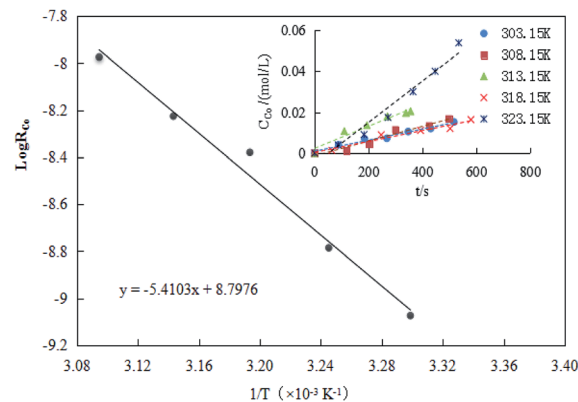 -7.8
-8
-8.2
-8.4
-8.6
-8.8
-9
-9.2
LogR_Co
3.08
3.12
3.16
3.20
3.24
3.28
3.32
3.36
3.40
1/T（×10⁻³ K⁻¹）
y = -5.4103x + 8.7976
0.06
0.04
0.02
0
C_Co /(mol/L)
0
200
400
600
800
t/s
303.15K
308.15K
313.15K
318.15K
323.15K